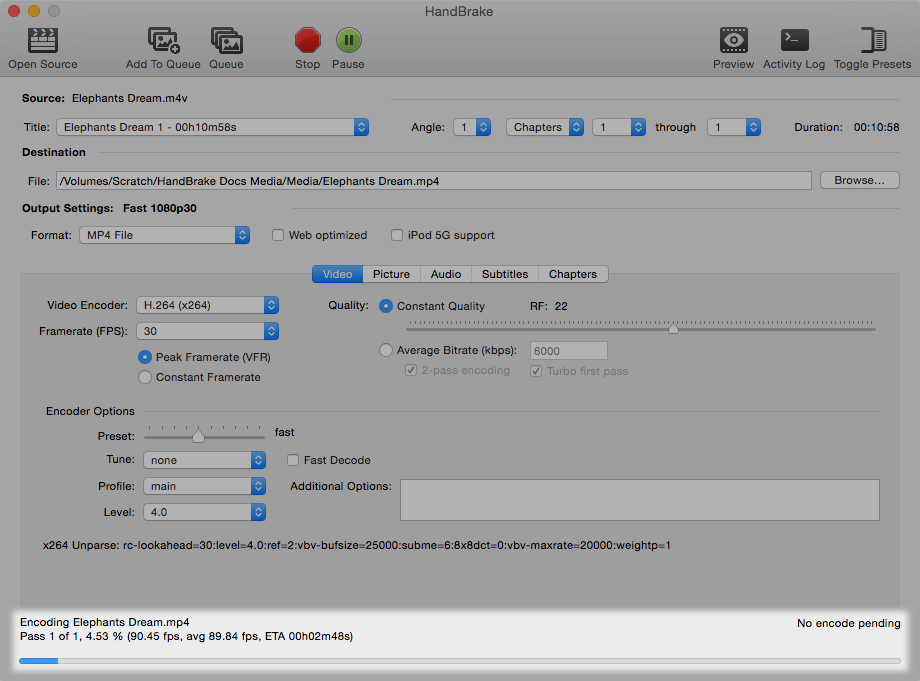 HandBrake
Open Source Add To Queue Queue Stop Pause Preview Activity Log Toggle Presets
Source: Elephants Dream.m4v
Title: Elephants Dream 1 - 00h10m58s Angle: 1 Chapters 1 through 1 Duration: 00:10:58
Destination
File: /Volumes/Scratch/HandBrake Docs Media/Media/Elephants Dream.mp4 Browse...
Output Settings: Fast 1080p30
Format: MP4 File Web optimized iPod 5G support
Video Picture Audio Subtitles Chapters
Video Encoder: H.264 (x264) Quality: Constant Quality RF: 22
Framerate (FPS): 30
Average Bitrate (kbps): 6000
Peak Framerate (VFR)
2-pass encoding Turbo first pass
Constant Framerate
Encoder Options
Preset: fast
Tune: none Fast Decode
Profile: main Additional Options:
Level: 4.0
x264 Unparse: rc-lookahead=30:level=4.0:ref=2:vbv-bufsize=25000:subme=6:8x8dct=0:vbv-maxrate=20000:weightp=1
Encoding Elephants Dream.mp4 No encode pending
Pass 1 of 1, 4.53 % (90.45 fps, avg 89.84 fps, ETA 00h02m48s)